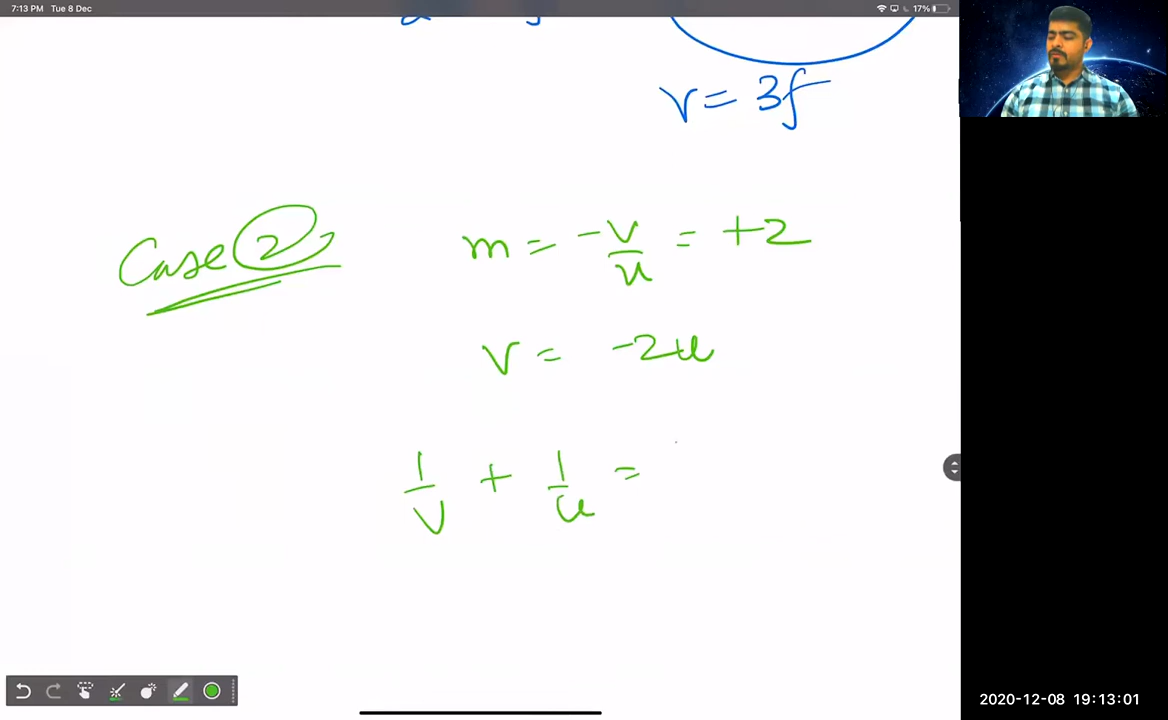 7:13 PM Tue 8 Dec
17%
v = 3f
Case 2
m = -v/u = +2
v = -2u
1/v + 1/u =
2020-12-08 19:13:01